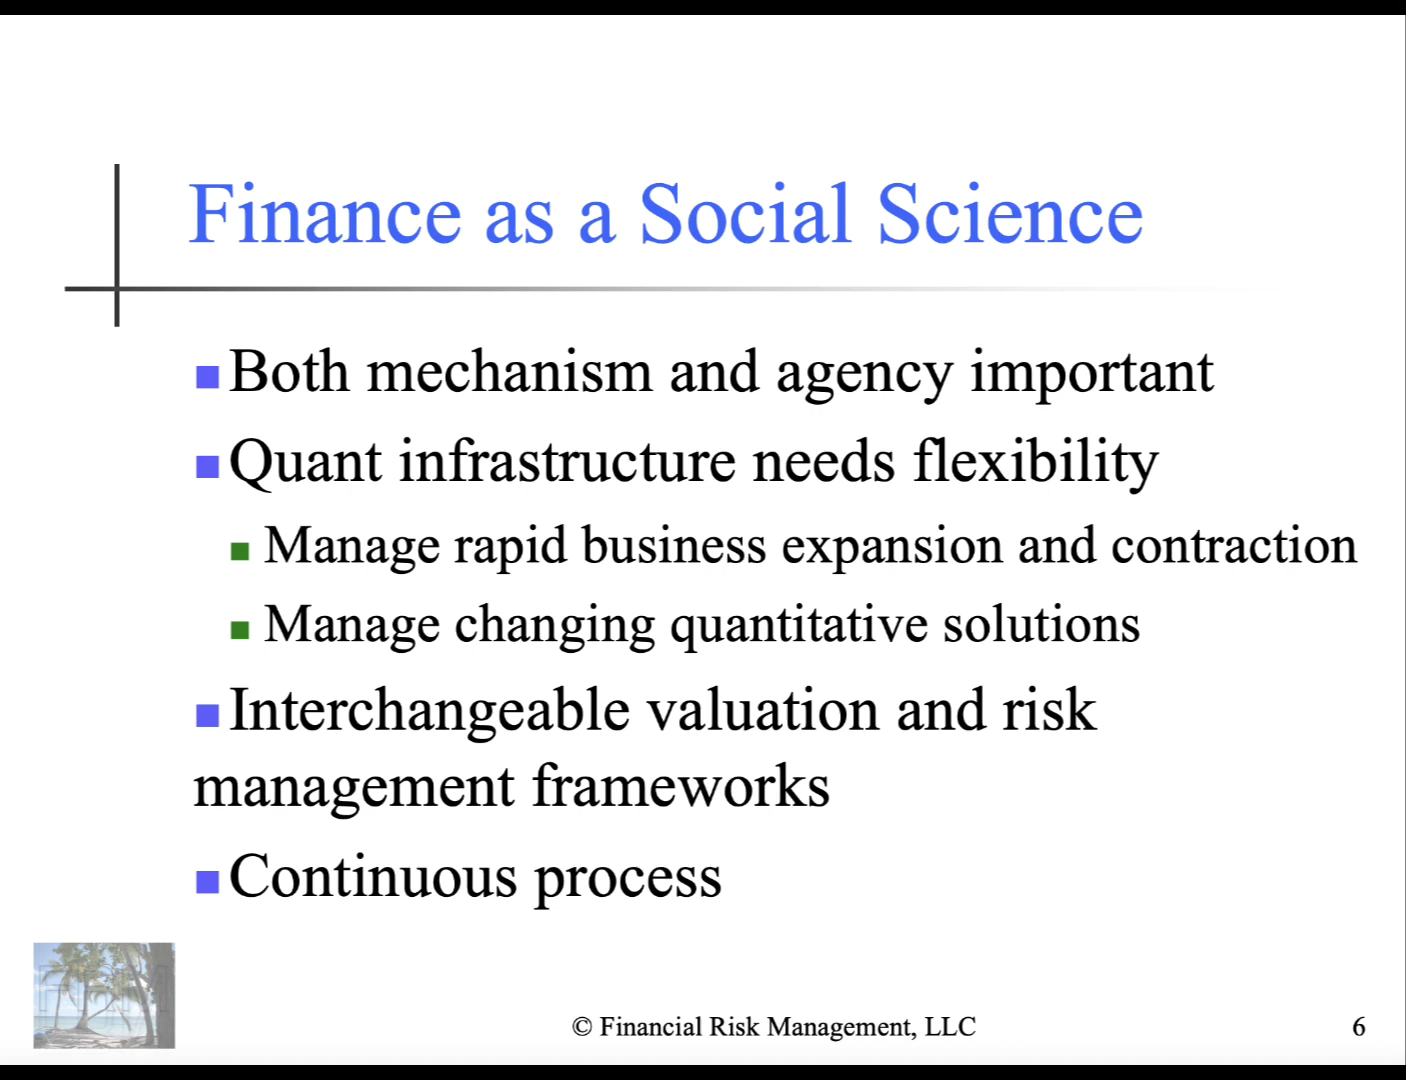 Finance as a Social Science
Both mechanism and agency important
Quant infrastructure needs flexibility
Manage rapid business expansion and contraction
Manage changing quantitative solutions
Interchangeable valuation and risk
management frameworks
Continuous process
© Financial Risk Management, LLC
6